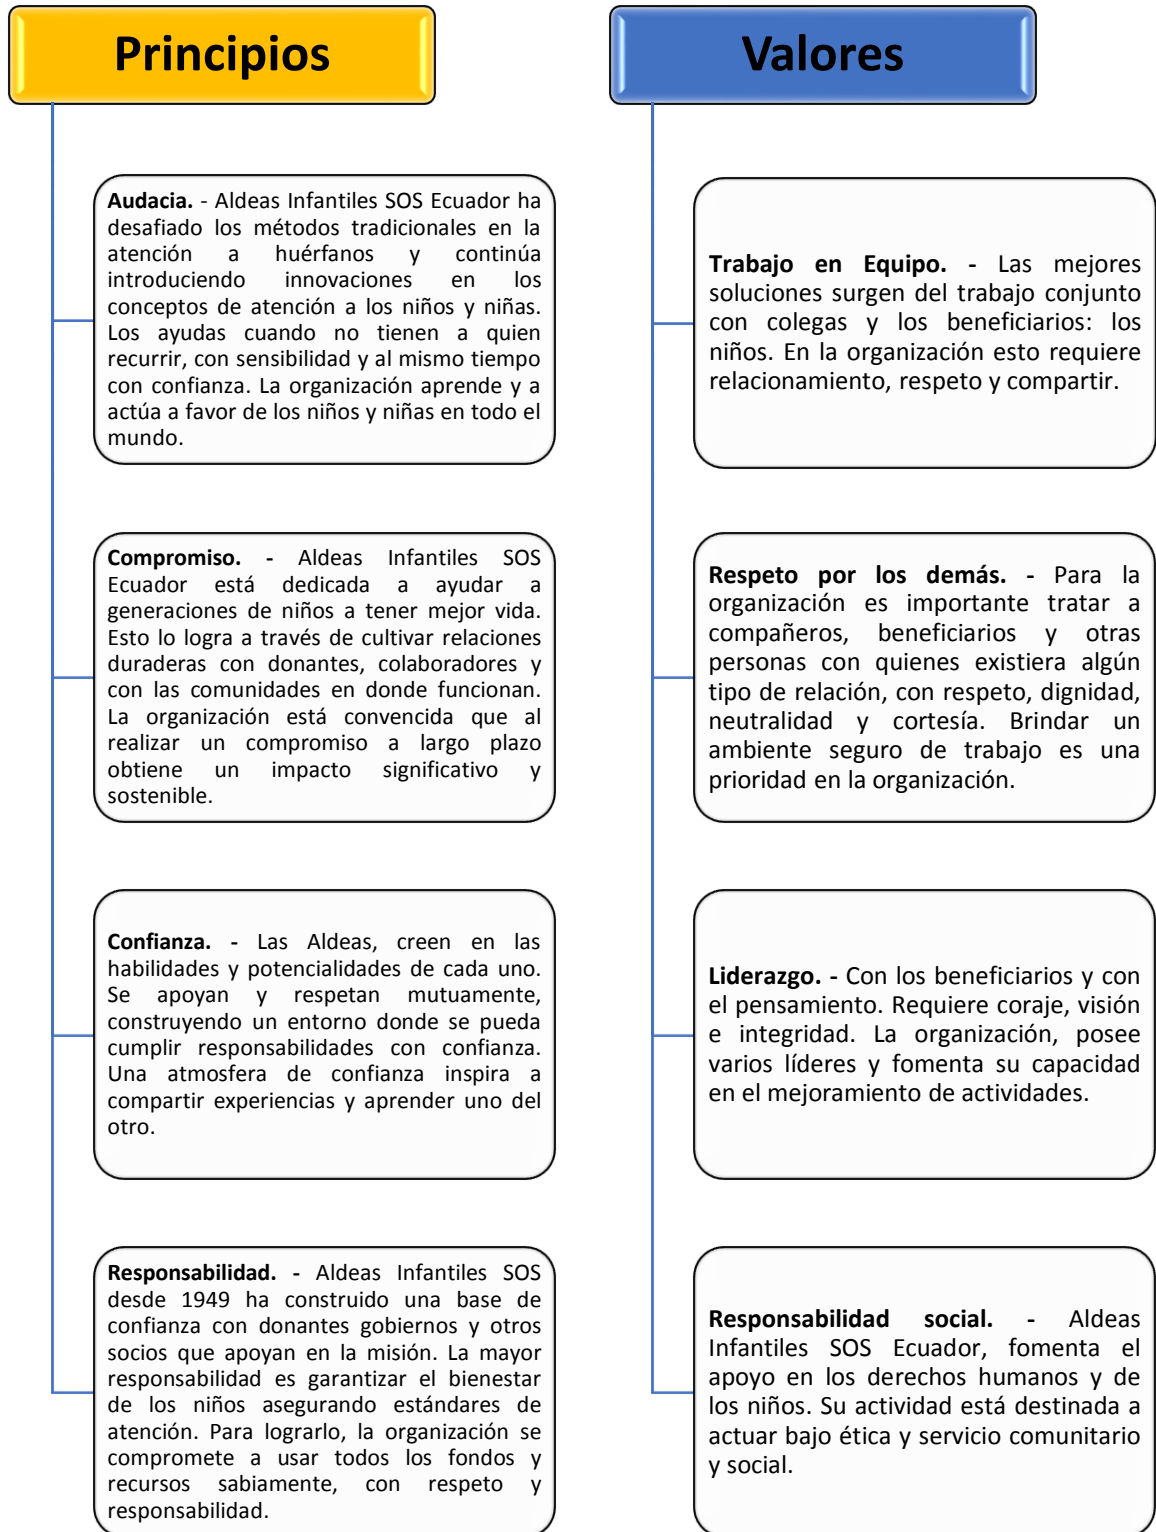 Principios
Audacia. - Aldeas Infantiles SOS Ecuador ha
desafiado los métodos tradicionales en la
atención a huérfanos y continúa
introduciendo innovaciones en los
conceptos de atención a los niños y niñas.
Los ayudas cuando no tienen a quien
recurrir, con sensibilidad y al mismo tiempo
con confianza. La organización aprende y a
actúa a favor de los niños y niñas en todo el
mundo.
Compromiso. - Aldeas Infantiles SOS
Ecuador está dedicada a ayudar a
generaciones de niños a tener mejor vida.
Esto lo logra a través de cultivar relaciones
duraderas con donantes, colaboradores y
con las comunidades en donde funcionan.
La organización está convencida que al
realizar un compromiso a largo plazo
obtiene un impacto significativo y
sostenible.
Confianza. - Las Aldeas, creen en las
habilidades y potencialidades de cada uno.
Se apoyan y respetan mutuamente,
construyendo un entorno donde se pueda
cumplir responsabilidades con confianza.
Una atmosfera de confianza inspira a
compartir experiencias y aprender uno del
otro.
Responsabilidad. - Aldeas Infantiles SOS
desde 1949 ha construido una base de
confianza con donantes gobiernos y otros
socios que apoyan en la misión. La mayor
responsabilidad es garantizar el bienestar
de los niños asegurando estándares de
atención. Para lograrlo, la organización se
compromete a usar todos los fondos y
recursos sabiamente, con respeto y
responsabilidad.
Valores
Trabajo en Equipo. - Las mejores
soluciones surgen del trabajo conjunto
con colegas y los beneficiarios: los
niños. En la organización esto requiere
relacionamiento, respeto y compartir.
Respeto por los demás. - Para la
organización es importante tratar a
compañeros, beneficiarios y otras
personas con quienes existiera algún
tipo de relación, con respeto, dignidad,
neutralidad y cortesía. Brindar un
ambiente seguro de trabajo es una
prioridad en la organización.
Liderazgo. - Con los beneficiarios y con
el pensamiento. Requiere coraje, visión
e integridad. La organización, posee
varios líderes y fomenta su capacidad
en el mejoramiento de actividades.
Responsabilidad social. - Aldeas
Infantiles SOS Ecuador, fomenta el
apoyo en los derechos humanos y de
los niños. Su actividad está destinada a
actuar bajo ética y servicio comunitario
y social.